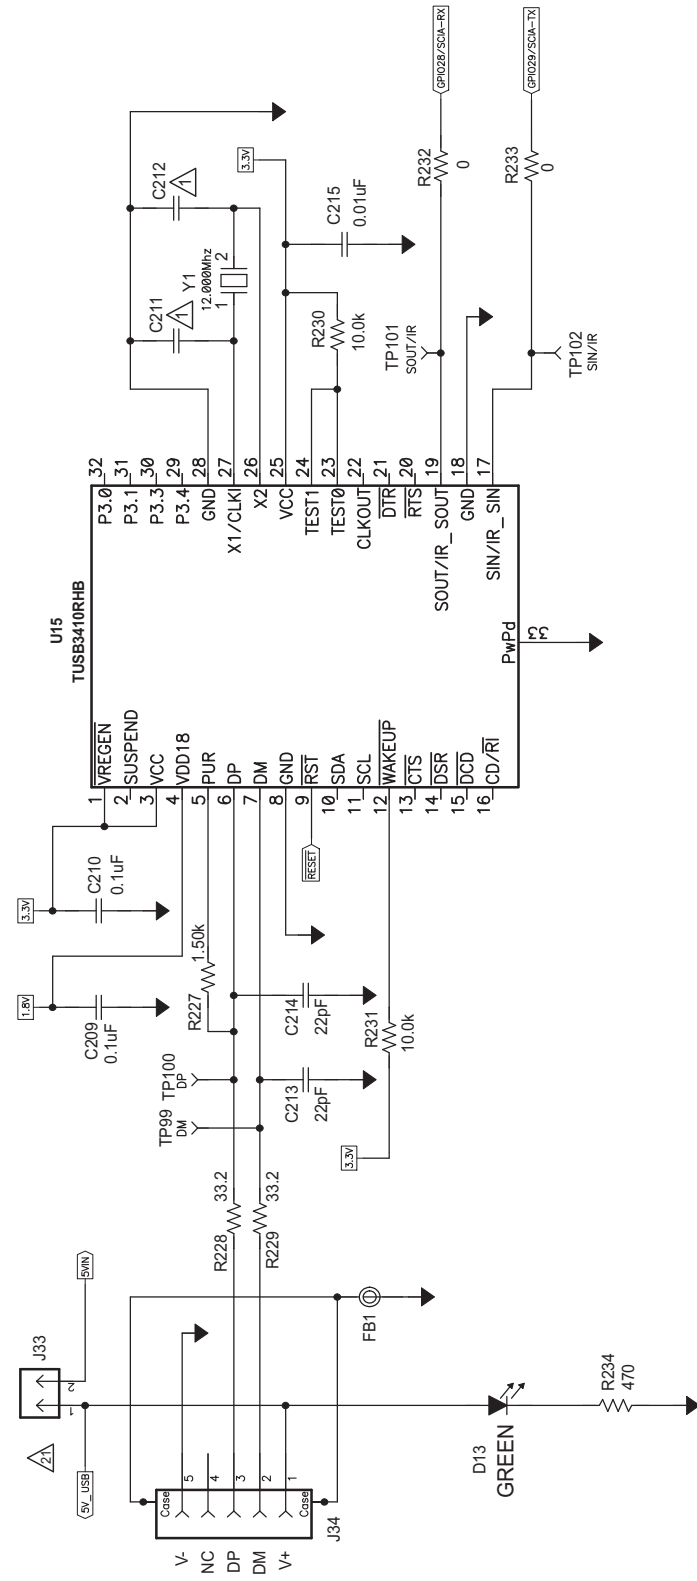 U15
TUSB3410RHB
1 VREGEN
2 SUSPEND
3 VCC
4 VDD18
5 PUR
6 DP
7 DM
8 GND
9 RST
10 SDA
11 SCL
12 WAKEUP
13 CTS
14 DSR
15 DCD
16 CD/RI
P3.0 32
P3.1 31
P3.3 30
P3.4 29
GND 28
X1/CLKI 27
X2 26
VCC 25
TEST1 24
TEST0 23
CLKOUT 22
DTR 21
RTS 20
SOUT/IR_SOUT 19
GND 18
SIN/IR_SIN 17
PwPd 33
C212
1
C211
1
Y1
12.000Mhz
1
2
3.3V
C215
0.01uF
R230
10.0k
TP101
SOUT/IR
R232
0
GPIO28/SCIA-RX
R233
0
GPIO29/SCIA-TX
TP102
SIN/IR
3.3V
C210
0.1uF
1.8V
C209
0.1uF
R227
1.50k
RESET
C214
22pF
C213
22pF
R231
10.0k
3.3V
TP100
DP
TP99
DM
R228
33.2
R229
33.2
J33
1
2
21
5VIN
5V_USB
FB1
J34
Case
Case
V- 5
NC 4
DP 3
DM 2
V+ 1
D13
GREEN
R234
470